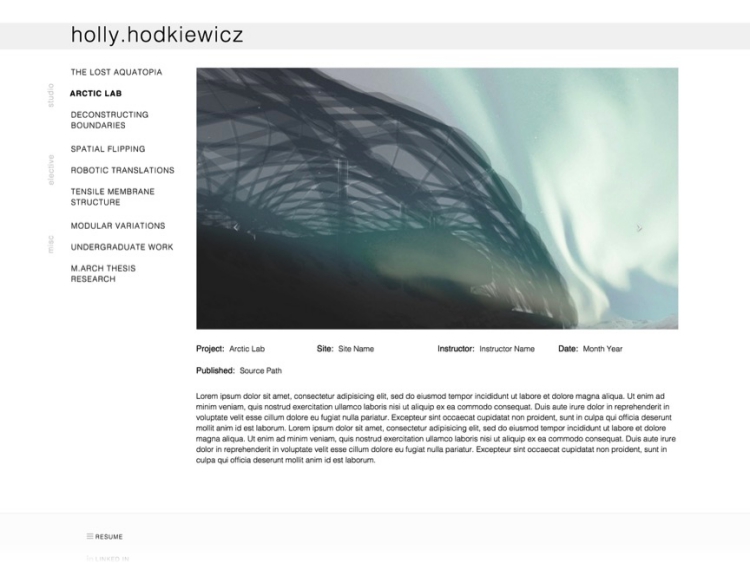 holly.hodkiewicz
studio
THE LOST AQUATOPIA
ARCTIC LAB
DECONSTRUCTING
BOUNDARIES
elective
SPATIAL FLIPPING
ROBOTIC TRANSLATIONS
TENSILE MEMBRANE
STRUCTURE
misc
MODULAR VARIATIONS
UNDERGRADUATE WORK
M.ARCH THESIS
RESEARCH
Project: Arctic Lab Site: Site Name Instructor: Instructor Name Date: Month Year
Published: Source Path
Lorem ipsum dolor sit amet, consectetur adipisicing elit, sed do eiusmod tempor incididunt ut labore et dolore magna aliqua. Ut enim ad
minim veniam, quis nostrud exercitation ullamco laboris nisi ut aliquip ex ea commodo consequat. Duis aute irure dolor in reprehenderit in
voluptate velit esse cillum dolore eu fugiat nulla pariatur. Excepteur sint occaecat cupidatat non proident, sunt in culpa qui officia deserunt
mollit anim id est laborum. Lorem ipsum dolor sit amet, consectetur adipisicing elit, sed do eiusmod tempor incididunt ut labore et dolore
magna aliqua. Ut enim ad minim veniam, quis nostrud exercitation ullamco laboris nisi ut aliquip ex ea commodo consequat. Duis aute irure
dolor in reprehenderit in voluptate velit esse cillum dolore eu fugiat nulla pariatur. Excepteur sint occaecat cupidatat non proident, sunt in
culpa qui officia deserunt mollit anim id est laborum.
RESUME